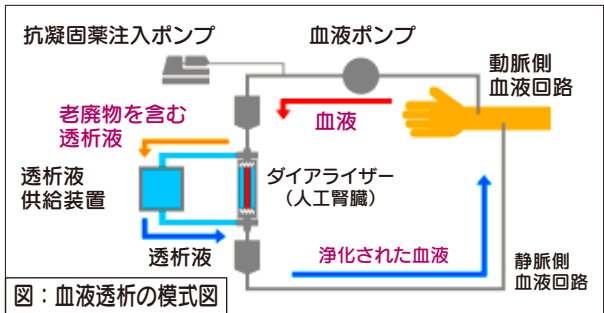 抗凝固薬注入ポンプ
血液ポンプ
動脈側
血液回路
老廃物を含む
透析液
血液
透析液
供給装置
ダイアライザー
（人工腎臓）
透析液
浄化された血液
静脈側
血液回路
図：血液透析の模式図